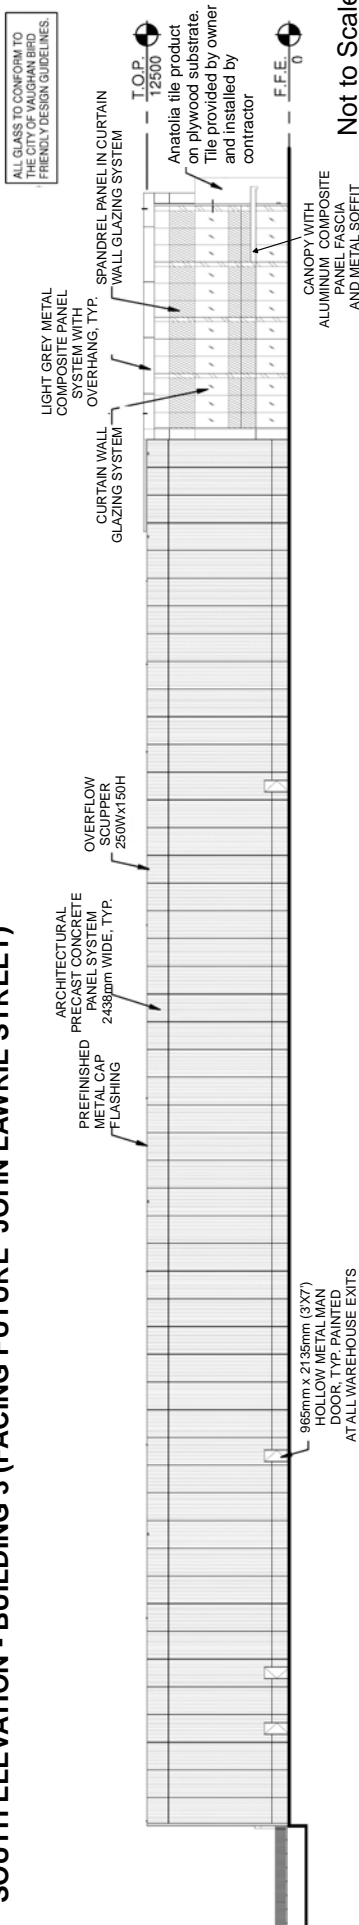 SOUTH ELEVATION - BUILDING 3 (FACING FUTURE JOHN LAWRIE STREET)
ALL GLASS TO CONFORM TO
THE CITY OF VAUGHAN BIRD
FRIENDLY DESIGN GUIDELINES.
PREFINISHED
METAL CAP
FLASHING
ARCHITECTURAL
PRECAST CONCRETE
PANEL SYSTEM
2438mm WIDE, TYP.
OVERFLOW
SCUPPER
250Wx150H
CURTAIN WALL
GLAZING SYSTEM
LIGHT GREY METAL
COMPOSITE PANEL
SYSTEM WITH
OVERHANG, TYP.
SPANDREL PANEL IN CURTAIN
WALL GLAZING SYSTEM
T.O.P.
12500
Anatolia tile product
on plywood substrate.
Tile provided by owner
and installed by
contractor
F.F.E.
0
965mm x 2135mm (3'X7')
HOLLOW METAL MAN
DOOR, TYP. PAINTED
AT ALL WAREHOUSE EXITS
CANOPY WITH
ALUMINUM COMPOSITE
PANEL FASCIA
AND METAL SOFFIT
Not to Scale